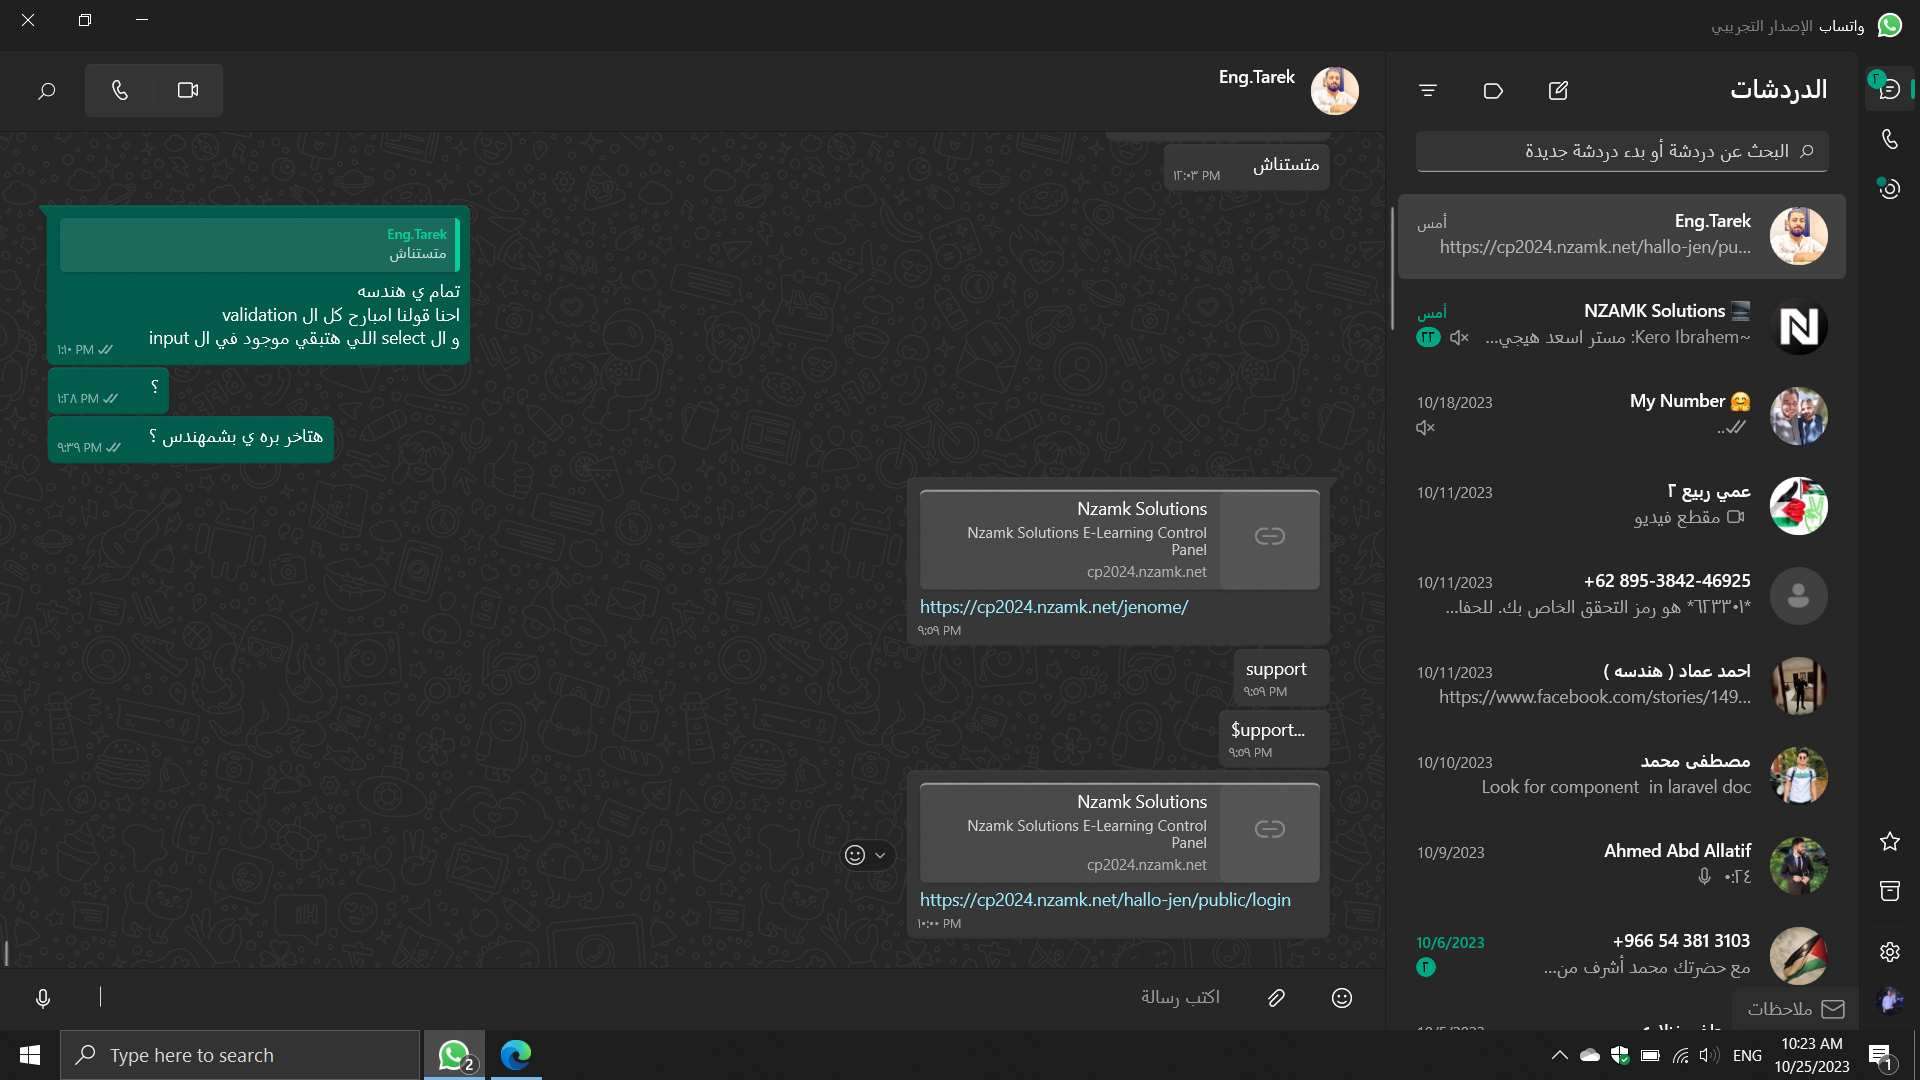 واتساب الإصدار التجريبي
Eng.Tarek
متستناش
١٢:٠٣ PM
Eng.Tarek
متستناش
تمام ي هندسه
احنا قولنا امبارح كل ال validation
و ال select اللي هتبقي موجود في ال input
١:١٠ PM
؟
١:٢٨ PM
هتاخر بره ي بشمهندس ؟
٩:٣٩ PM
Nzamk Solutions
Nzamk Solutions E-Learning Control
Panel
cp2024.nzamk.net
https://cp2024.nzamk.net/jenome/
٩:٥٩ PM
support
٩:٥٩ PM
$upport...
٩:٥٩ PM
Nzamk Solutions
Nzamk Solutions E-Learning Control
Panel
cp2024.nzamk.net
https://cp2024.nzamk.net/hallo-jen/public/login
١٠:٠٠ PM
اكتب رسالة
الدردشات
البحث عن دردشة أو بدء دردشة جديدة
٢
Eng.Tarek
أمس
https://cp2024.nzamk.net/hallo-jen/pu...
NZAMK Solutions
أمس
~Kero Ibrahem: مستر اسعد هيجي...
٢٢
My Number 🤗
10/18/2023
..
عمي ربيع ٢
10/11/2023
مقطع فيديو
+62 895-3842-46925
10/11/2023
*٦٢٣٣٠١* هو رمز التحقق الخاص بك. للحفا...
احمد عماد ( هندسه )
10/11/2023
https://www.facebook.com/stories/149...
مصطفى محمد
10/10/2023
Look for component in laravel doc
Ahmed Abd Allatif
10/9/2023
٠:٢٤
+966 54 381 3103
10/6/2023
مع حضرتك محمد أشرف من...
٢
ملاحظات
Type here to search
2
ENG
10:23 AM
10/25/2023
1